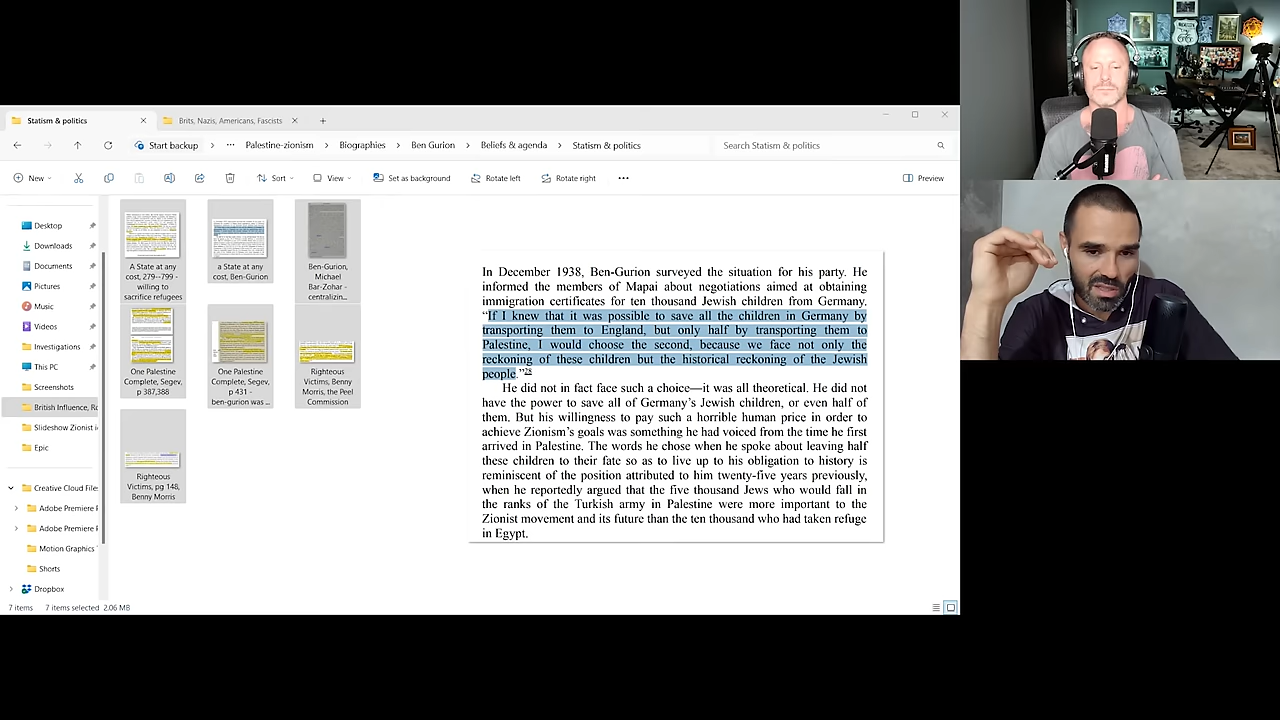 Statism & politics
Brits, Nazis, Americans, Fascists
Start backup
Palestine-zionism
Biographies
Ben Gurion
Beliefs & agenda
Statism & politics
Search Statism & politics
New
Sort
View
Set as background
Rotate left
Rotate right
Preview
Desktop
Downloads
Documents
Pictures
Music
Videos
Investigations
This PC
Screenshots
British Influence, Ro
Slideshow Zionist i
Epic
Creative Cloud Files
Adobe Premiere P
Adobe Premiere P
Motion Graphics
Shorts
Dropbox
A State at any
cost, 279--799 -
willing to
sacrifice refugees
a State at any
cost, Ben-Gurion
Ben-Gurion,
Michael
Bar-Zohar -
centralizin...
One Palestine
Complete, Segev,
p 387,388
One Palestine
Complete, Segev,
p 431 -
ben-gurion was ...
Righteous
Victims, Benny
Morris, the Peel
Commission
Righteous
Victims, pg 148,
Benny Morris
In December 1938, Ben-Gurion surveyed the situation for his party. He
informed the members of Mapai about negotiations aimed at obtaining
immigration certificates for ten thousand Jewish children from Germany.
“If I knew that it was possible to save all the children in Germany by
transporting them to England, but only half by transporting them to
Palestine, I would choose the second, because we face not only the
reckoning of these children but the historical reckoning of the Jewish
people.”28
He did not in fact face such a choice—it was all theoretical. He did not
have the power to save all of Germany’s Jewish children, or even half of
them. But his willingness to pay such a horrible human price in order to
achieve Zionism’s goals was something he had voiced from the time he first
arrived in Palestine. The words he chose when he spoke about leaving half
these children to their fate so as to live up to his obligation to history is
reminiscent of the position attributed to him twenty-five years previously,
when he reportedly argued that the five thousand Jews who would fall in
the ranks of the Turkish army in Palestine were more important to the
Zionist movement and its future than the ten thousand who had taken refuge
in Egypt.
7 items
7 items selected 2.06 MB